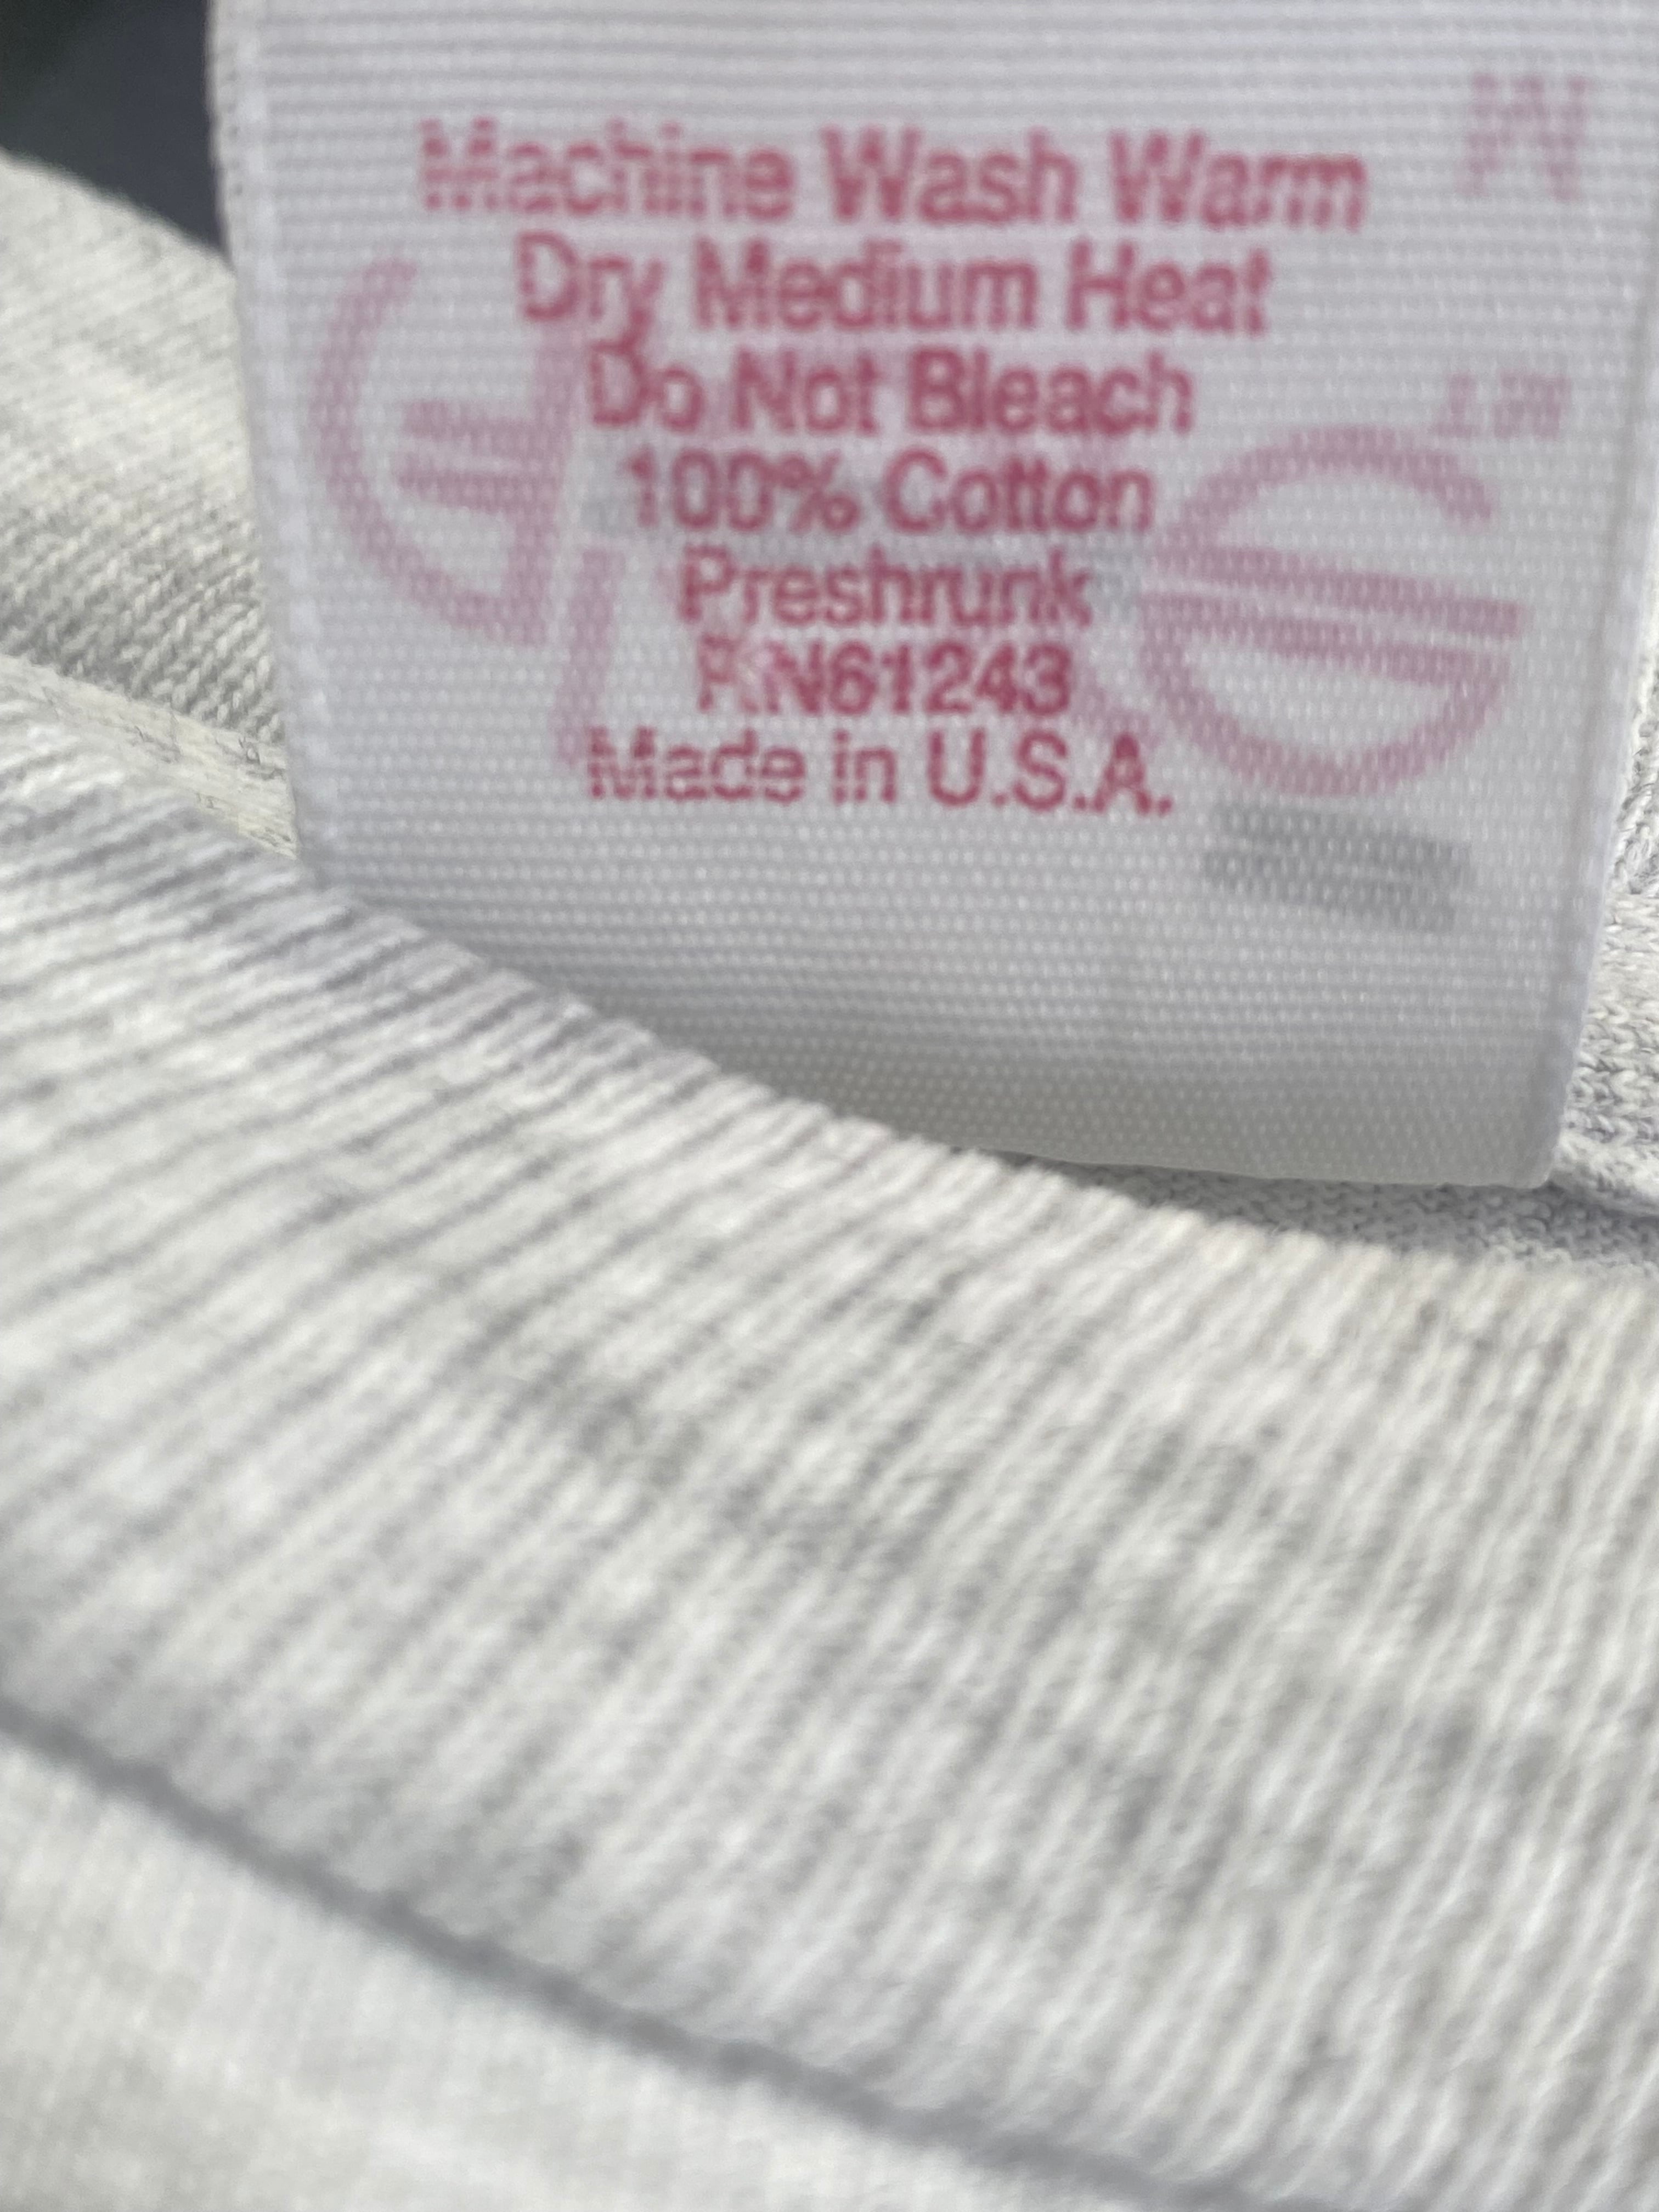 Machine Wash Warm
Dry Medium Heat
Do Not Bleach
100% Cotton
Preshrunk
RN61243
Made in U.S.A.